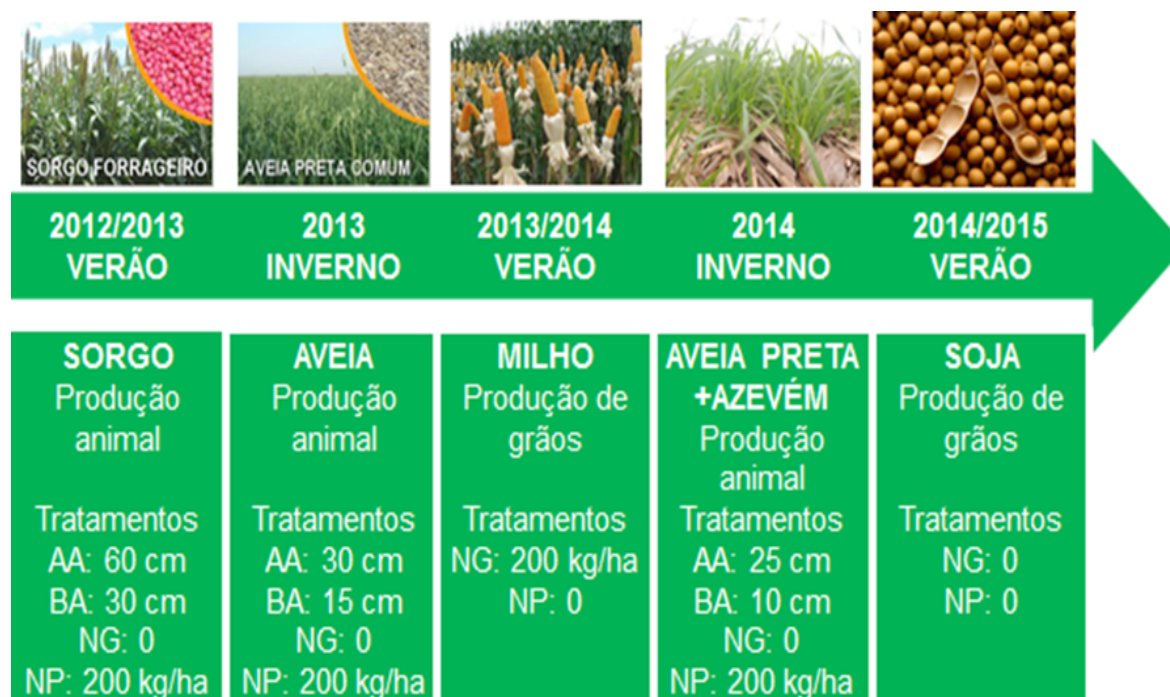 SORGO FORRAGEIRO
AVEIA PRETA COMUM
2012/2013
VERÃO
2013
INVERNO
2013/2014
VERÃO
2014
INVERNO
2014/2015
VERÃO
SORGO
Produção
animal
Tratamentos
AA: 60 cm
BA: 30 cm
NG: 0
NP: 200 kg/ha
AVEIA
Produção
animal
Tratamentos
AA: 30 cm
BA: 15 cm
NG: 0
NP: 200 kg/ha
MILHO
Produção de
grãos
Tratamentos
NG: 200 kg/ha
NP: 0
AVEIA PRETA
+AZEVÉM
Produção
animal
Tratamentos
AA: 25 cm
BA: 10 cm
NG: 0
NP: 200 kg/ha
SOJA
Produção de
grãos
Tratamentos
NG: 0
NP: 0